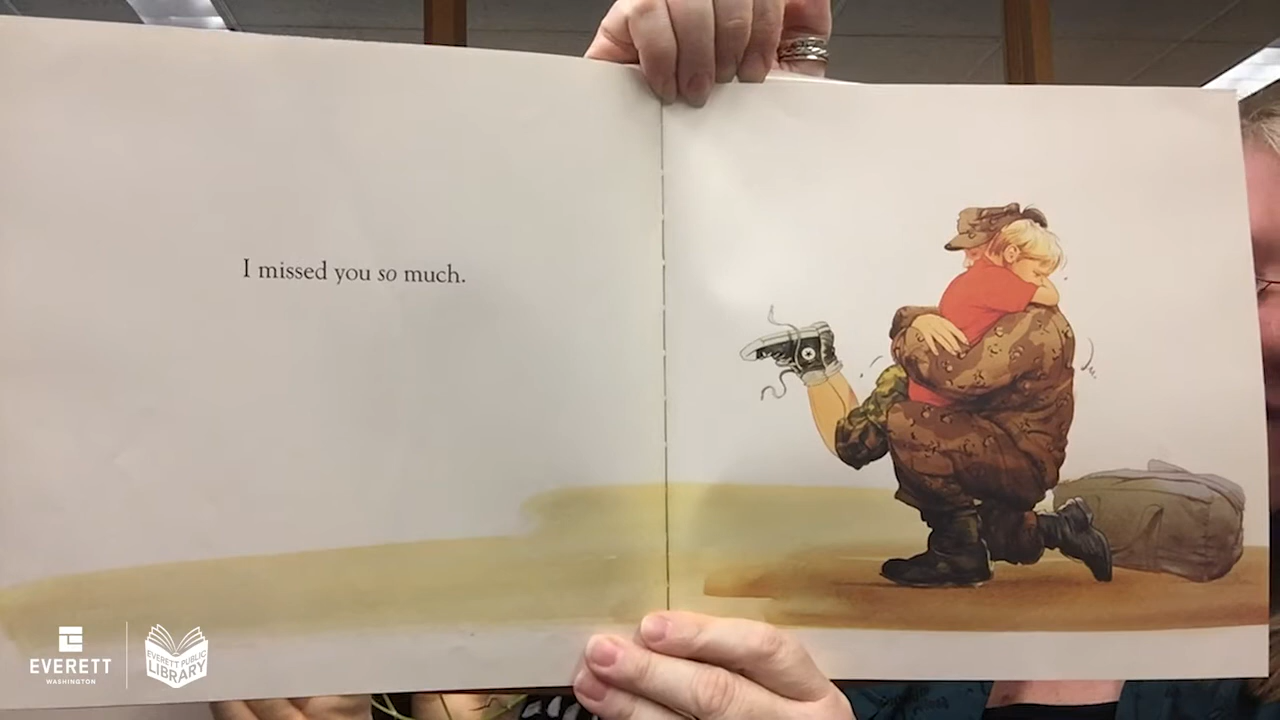 I missed you so much.
EVERETT
WASHINGTON
EVERETT PUBLIC
LIBRARY